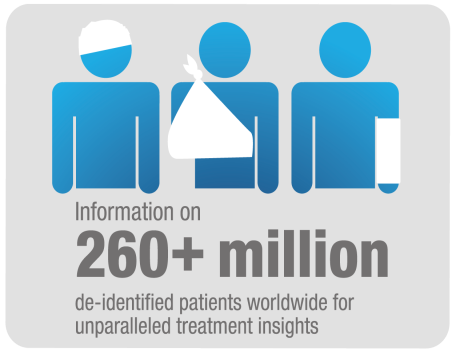 Information on
260+ million
de-identified patients worldwide for
unparalleled treatment insights